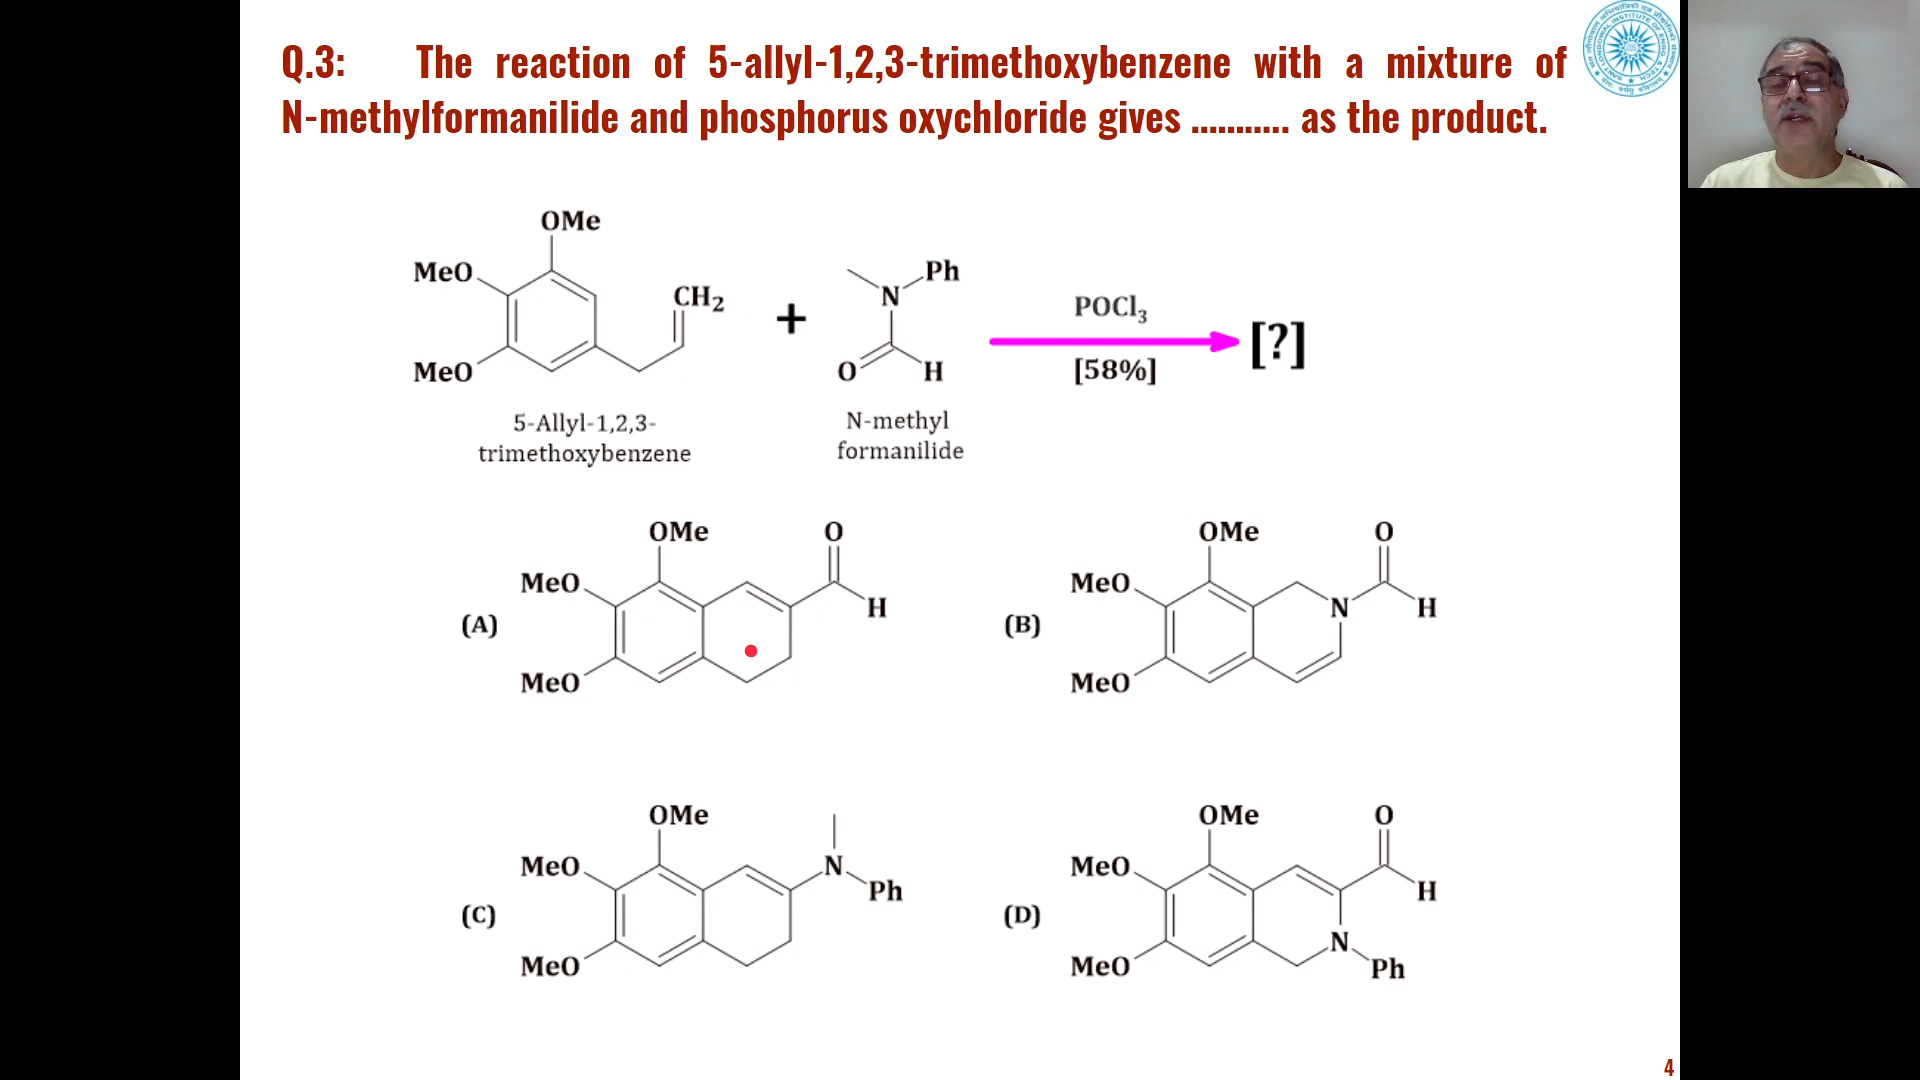 Q.3: The reaction of 5-allyl-1,2,3-trimethoxybenzene with a mixture of
N-methylformanilide and phosphorus oxychloride gives ........... as the product.
OMe
MeO
MeO
CH2
+
Ph
N
O
H
POCl3
[58%]
[?]
5-Allyl-1,2,3-
trimethoxybenzene
N-methyl
formanilide
(A)
OMe
MeO
MeO
O
H
(B)
OMe
MeO
MeO
N
O
H
(C)
OMe
MeO
MeO
N
Ph
(D)
OMe
MeO
MeO
O
H
N
Ph
4